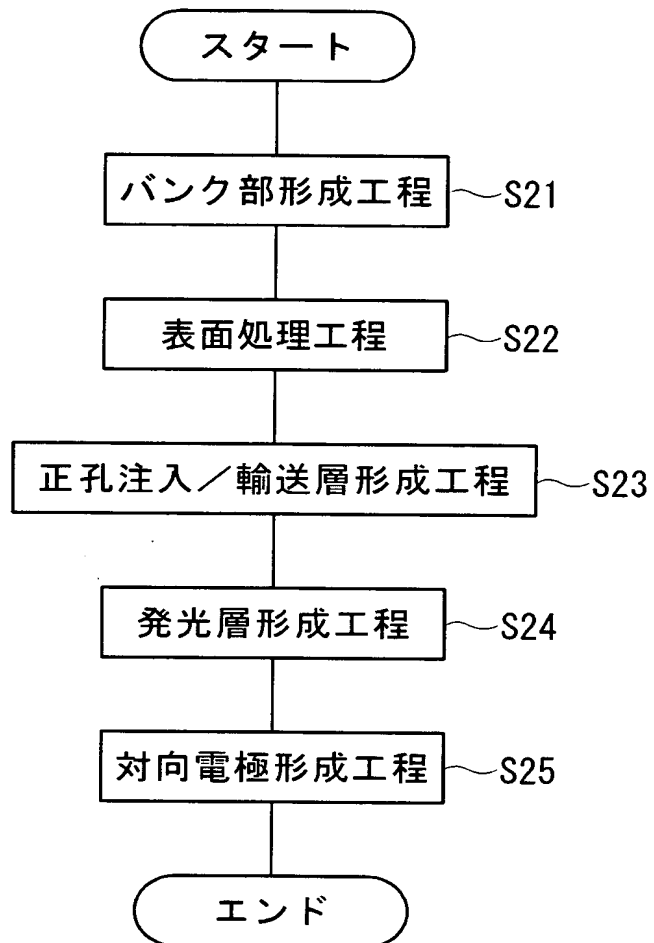 スタート
バンク部形成工程 S21
表面処理工程 S22
正孔注入／輸送層形成工程 S23
発光層形成工程 S24
対向電極形成工程 S25
エンド